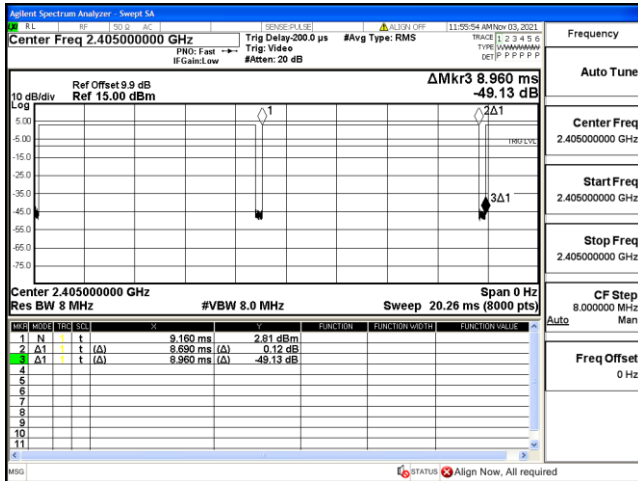 Agilent Spectrum Analyzer - Swept SA
RL RF 50 Ω AC SENSE:PULSE ALIGN OFF 11:55:54 AM Nov 03, 2021
Center Freq 2.405000000 GHz
PNO: Fast
IFGain:Low
Trig Delay-200.0 µs
Trig: Video
#Atten: 20 dB
#Avg Type: RMS
TRACE 1 2 3 4 5 6
TYPE
DET P P P P P P
Ref Offset 9.9 dB
Ref 15.00 dBm
ΔMkr3 8.960 ms
-49.13 dB
10 dB/div
Log
5.00
-5.00
-15.0
-25.0
-35.0
-45.0
-55.0
-65.0
-75.0
1
2Δ1
TRIG LVL
3Δ1
Center 2.405000000 GHz
Span 0 Hz
Res BW 8 MHz
#VBW 8.0 MHz
Sweep 20.26 ms (8000 pts)
MKR MODE TRC SCL X Y FUNCTION FUNCTION WIDTH FUNCTION VALUE
1 N 1 t 9.160 ms 2.81 dBm
2 Δ1 1 t (Δ) 8.690 ms (Δ) 0.12 dB
3 Δ1 1 t (Δ) 8.960 ms (Δ) -49.13 dB
4
5
6
7
8
9
10
11
MSG
STATUS Align Now, All required
Frequency
Auto Tune
Center Freq
2.405000000 GHz
Start Freq
2.405000000 GHz
Stop Freq
2.405000000 GHz
CF Step
8.000000 MHz
Auto Man
Freq Offset
0 Hz